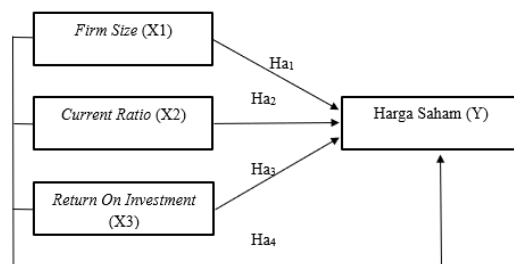 Firm Size (X1)
Ha1
Ha2
Current Ratio (X2)
Harga Saham (Y)
Ha3
Return On Investment
(X3)
Ha4